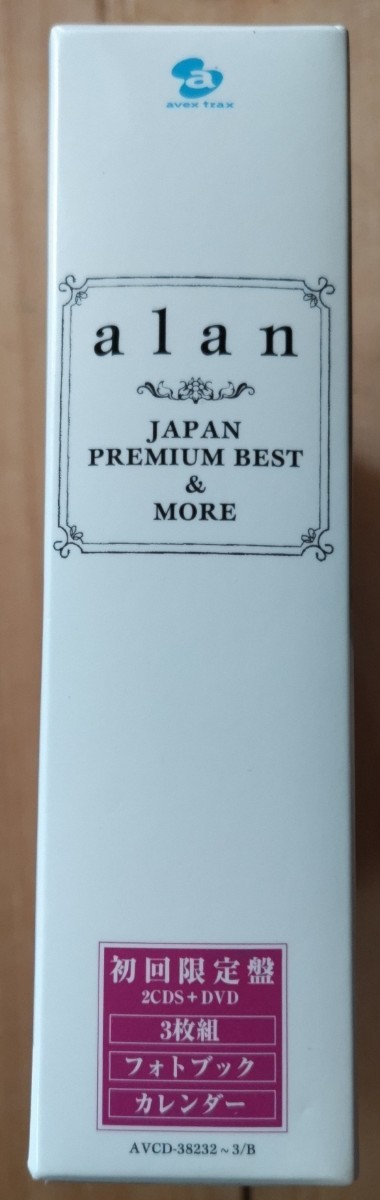 a
avex trax
alan
JAPAN
PREMIUM BEST
&
MORE
初回限定盤
2CDS+DVD
3枚組
フォトブック
カレンダー
AVCD-38232~3/B